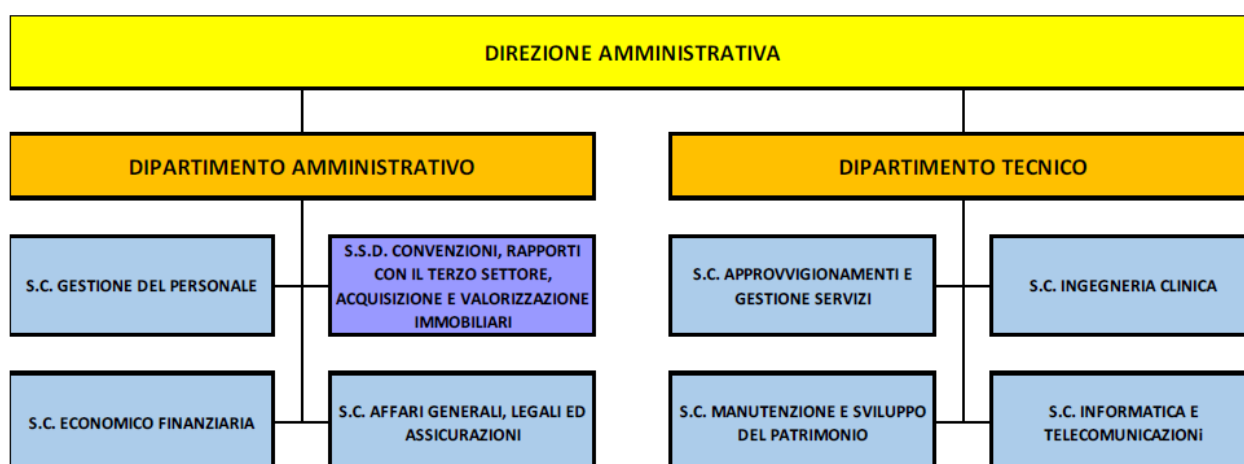 DIREZIONE AMMINISTRATIVA
DIPARTIMENTO AMMINISTRATIVO
DIPARTIMENTO TECNICO
S.C. GESTIONE DEL PERSONALE
S.S.D. CONVENZIONI, RAPPORTI
CON IL TERZO SETTORE,
ACQUISIZIONE E VALORIZZAZIONE
IMMOBILIARI
S.C. APPROVVIGIONAMENTI E
GESTIONE SERVIZI
S.C. INGEGNERIA CLINICA
S.C. ECONOMICO FINANZIARIA
S.C. AFFARI GENERALI, LEGALI ED
ASSICURAZIONI
S.C. MANUTENZIONE E SVILUPPO
DEL PATRIMONIO
S.C. INFORMATICA E
TELECOMUNICAZIONi